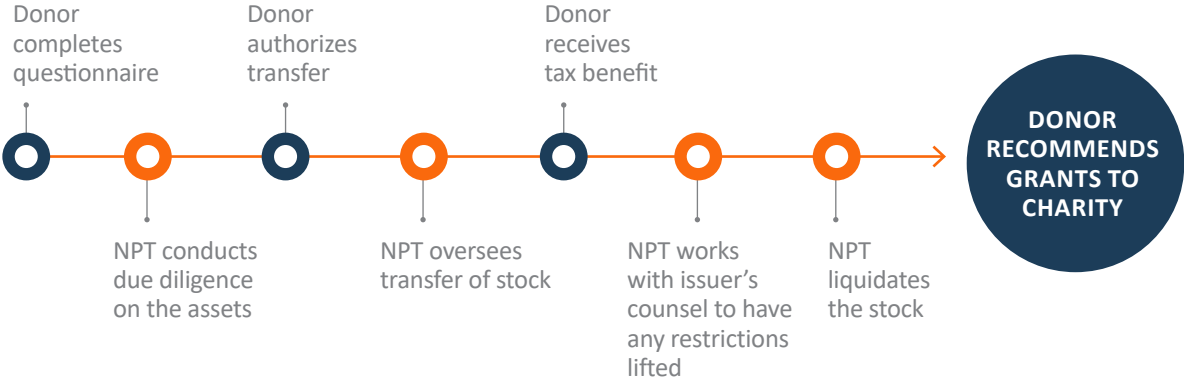 Donor
completes
questionnaire
Donor
authorizes
transfer
Donor
receives
tax benefit
NPT conducts
due diligence
on the assets
NPT oversees
transfer of stock
NPT works
with issuer's
counsel to have
any restrictions
lifted
NPT
liquidates
the stock
DONOR
RECOMMENDS
GRANTS TO
CHARITY